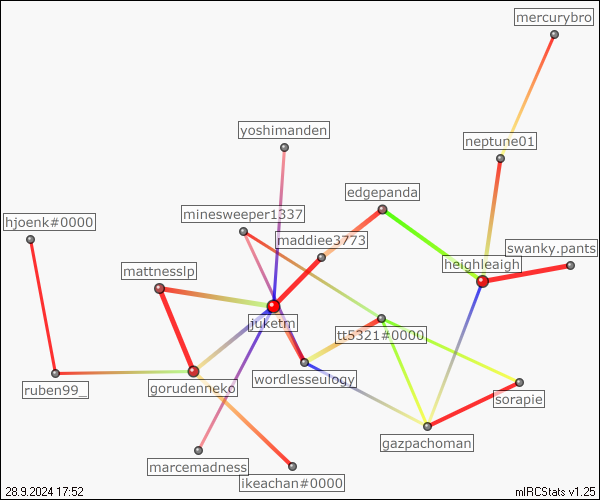 mercurybro
yoshimanden
neptune01
edgepanda
minesweeper1337
hjoenk#0000
maddiee3773
swanky.pants
heighleaigh
mattnesslp
juketm
tt5321#0000
wordlesseulogy
ruben99_
gorudenneko
sorapie
gazpachoman
marcemadness
ikeachan#0000
28.9.2024 17:52
mIRCStats v1.25